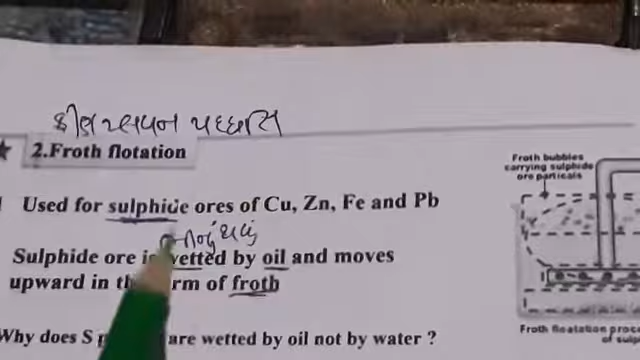 ફીણ પ્લવન પદ્ધતિ
2.Froth flotation
Used for sulphide ores of Cu, Zn, Fe and Pb
Sulphide ore is wetted by oil and moves
upward in the form of froth
Why does S are wetted by oil not by water ?
Froth bubbles
carrying sulphide
ore particals
Froth floatation
of